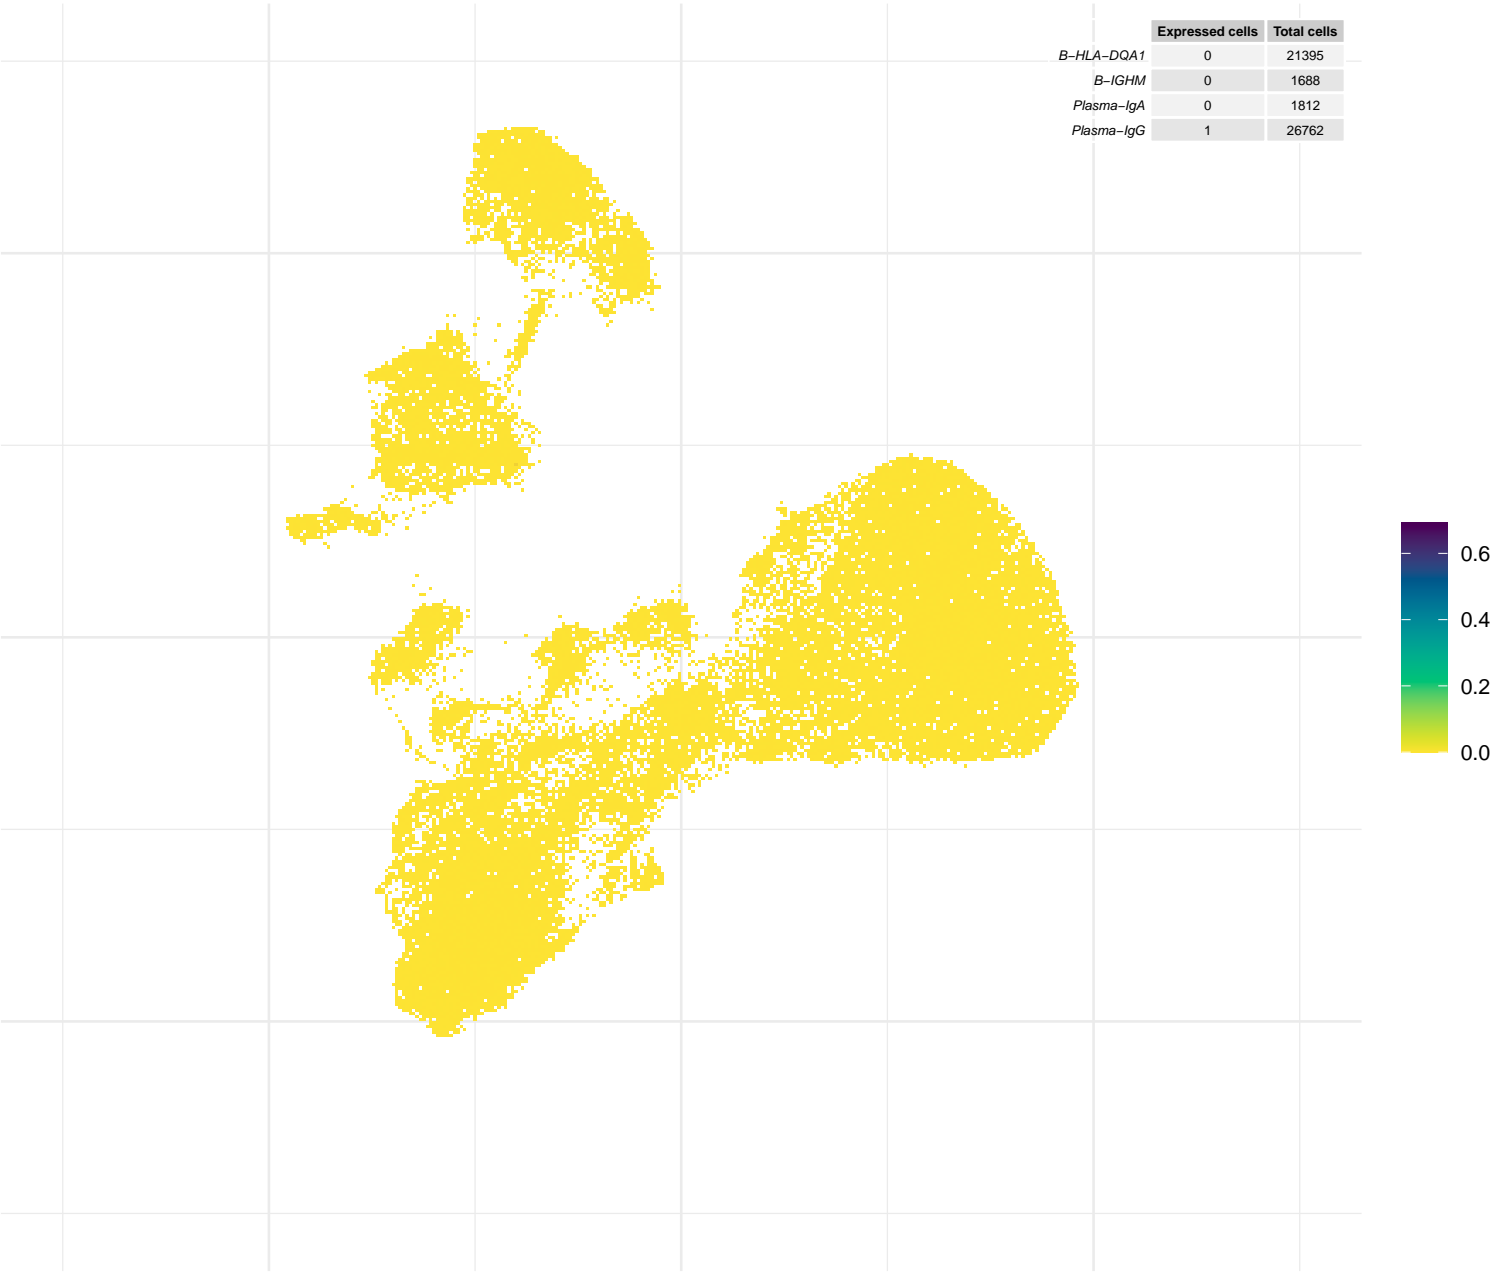 Expressed cells Total cells
B−HLA−DQA1 0 21395
B−IGHM 0 1688
Plasma−IgA 0 1812
Plasma−IgG 1 26762
0.6
0.4
0.2
0.0